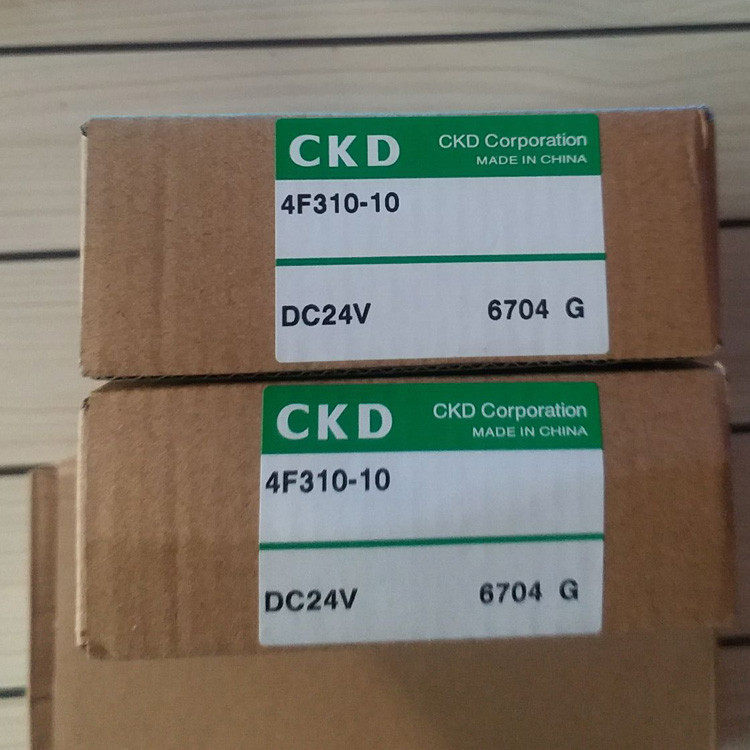 CKD CKD Corporation
MADE IN CHINA
4F310-10
DC24V 6704 G
CKD CKD Corporation
MADE IN CHINA
4F310-10
DC24V 6704 G